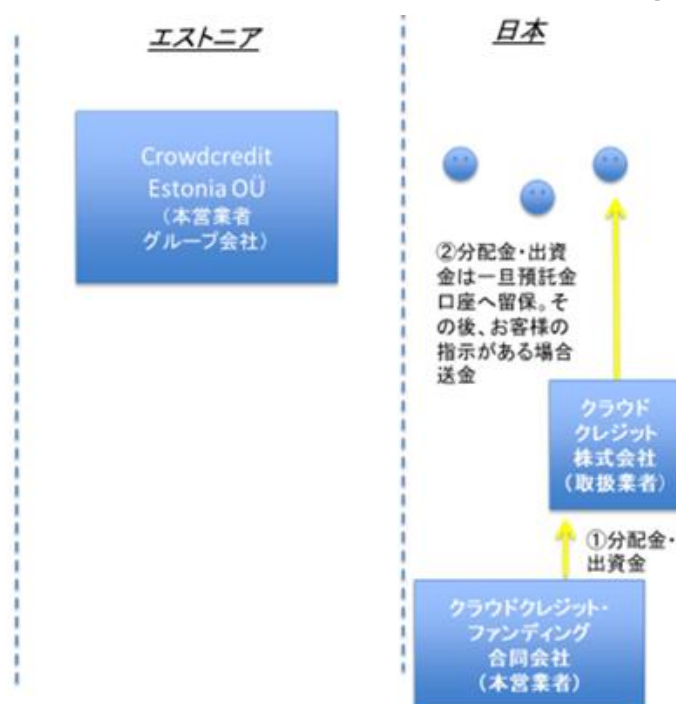 エストニア
日本
Crowdcredit
Estonia OÜ
（本営業者
グループ会社）
②分配金・出資
金は一旦預託金
口座へ留保。そ
の後、お客様の
指示がある場合
送金
クラウド
クレジット
株式会社
（取扱業者）
①分配金・
出資金
クラウドクレジット・
ファンディング
合同会社
（本営業者）